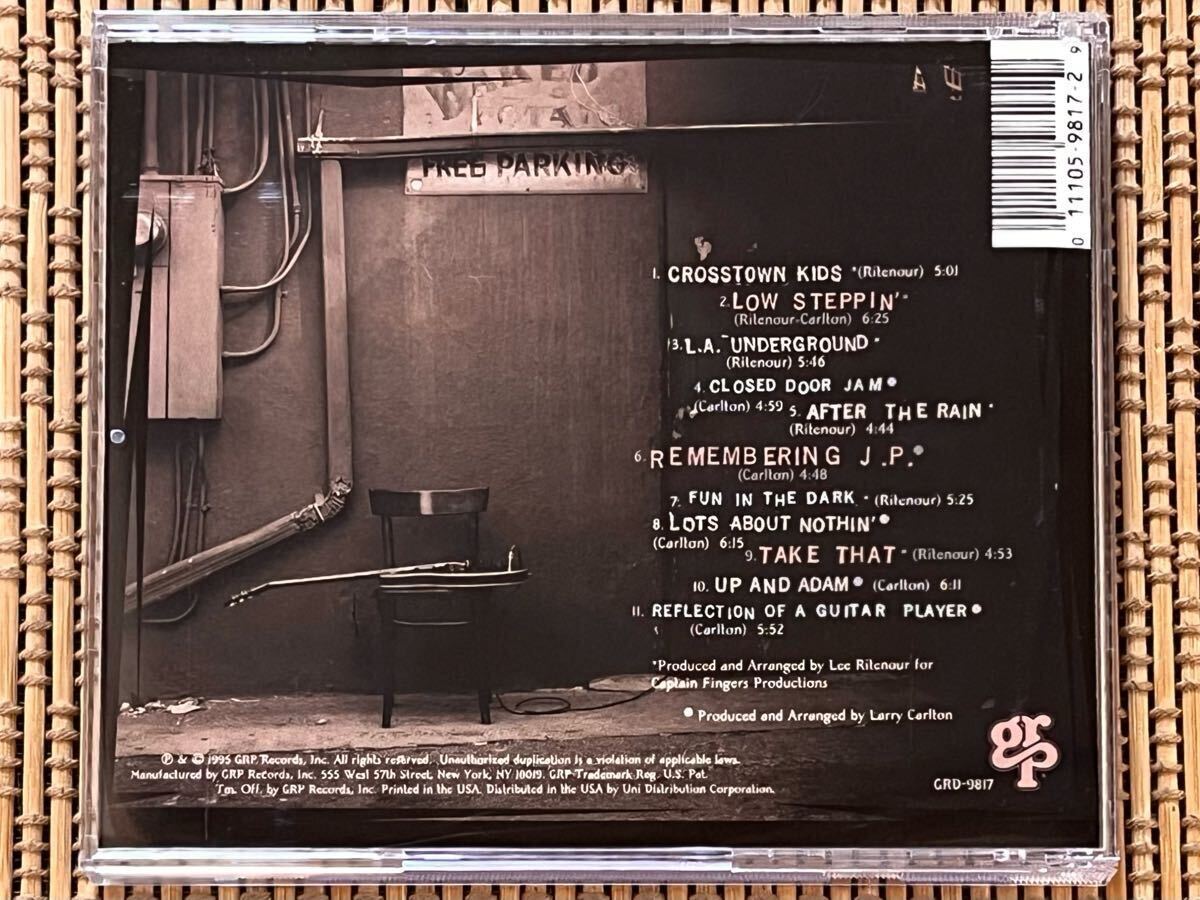 FREE PARKING
0 11105-9817-2 9
1. CROSSTOWN KIDS *(Ritenour) 5:01
2. LOW STEPPIN'*
(Ritenour-Carlton) 6:25
3. L.A. UNDERGROUND *
(Ritenour) 5:46
4. CLOSED DOOR JAM●
(Carlton) 4:59
5. AFTER THE RAIN *
(Ritenour) 4:44
6. REMEMBERING J.P.●
(Carlton) 4:48
7. FUN IN THE DARK * (Ritenour) 5:25
8. LOTS ABOUT NOTHIN'●
(Carlton) 6:15
9. TAKE THAT * (Ritenour) 4:53
10. UP AND ADAM● (Carlton) 6:11
11. REFLECTION OF A GUITAR PLAYER●
(Carlton) 5:52
*Produced and Arranged by Lee Ritenour for
Captain Fingers Productions
● Produced and Arranged by Larry Carlton
grp
GRD-9817
℗ & © 1995 GRP Records, Inc. All rights reserved. Unauthorized duplication is a violation of applicable laws.
Manufactured by GRP Records, Inc. 555 West 57th Street, New York, NY 10019. GRP Trademark Reg. U.S. Pat.
Tm. Off. by GRP Records, Inc. Printed in the USA. Distributed in the USA by Uni Distribution Corporation.